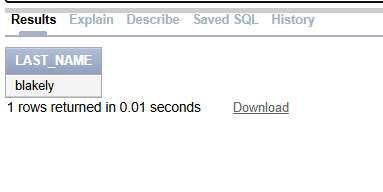 Results Explain Describe Saved SQL History
LAST_NAME
blakely
1 rows returned in 0.01 seconds Download